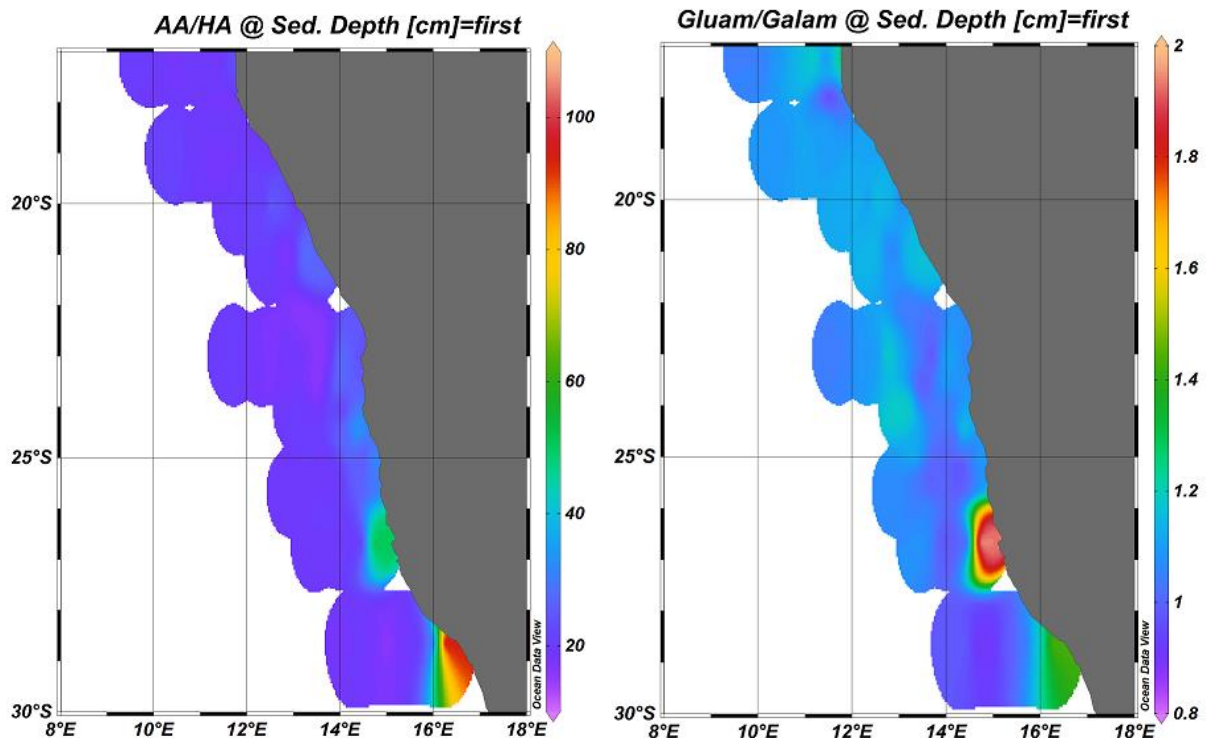 AA/HA @ Sed. Depth [cm]=first
100
80
60
40
20
20°S
25°S
30°S
8°E 10°E 12°E 14°E 16°E 18°E
Ocean Data View
Gluam/Galam @ Sed. Depth [cm]=first
2
1.8
1.6
1.4
1.2
1
0.8
20°S
25°S
30°S
8°E 10°E 12°E 14°E 16°E 18°E
Ocean Data View